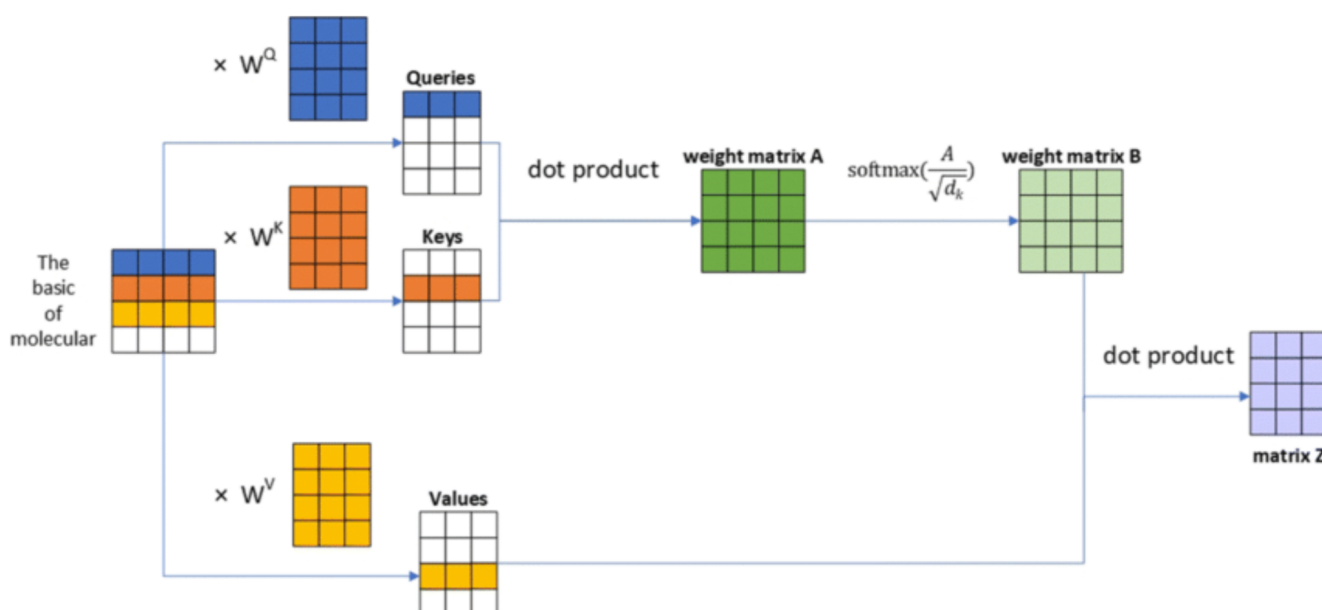 × W^Q
Queries
dot product
weight matrix A
softmax(A/√d_k)
weight matrix B
× W^K
Keys
The
basic
of
molecular
dot product
matrix Z
× W^V
Values